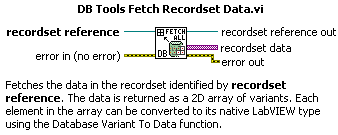 DB Tools Fetch Recordset Data.vi
recordset reference
recordset reference out
FETCH
ALL
DB
recordset data
error in (no error)
error out
Fetches the data in the recordset identified by recordset
reference. The data is returned as a 2D array of variants. Each
element in the array can be converted to its native LabVIEW type
using the Database Variant To Data function.